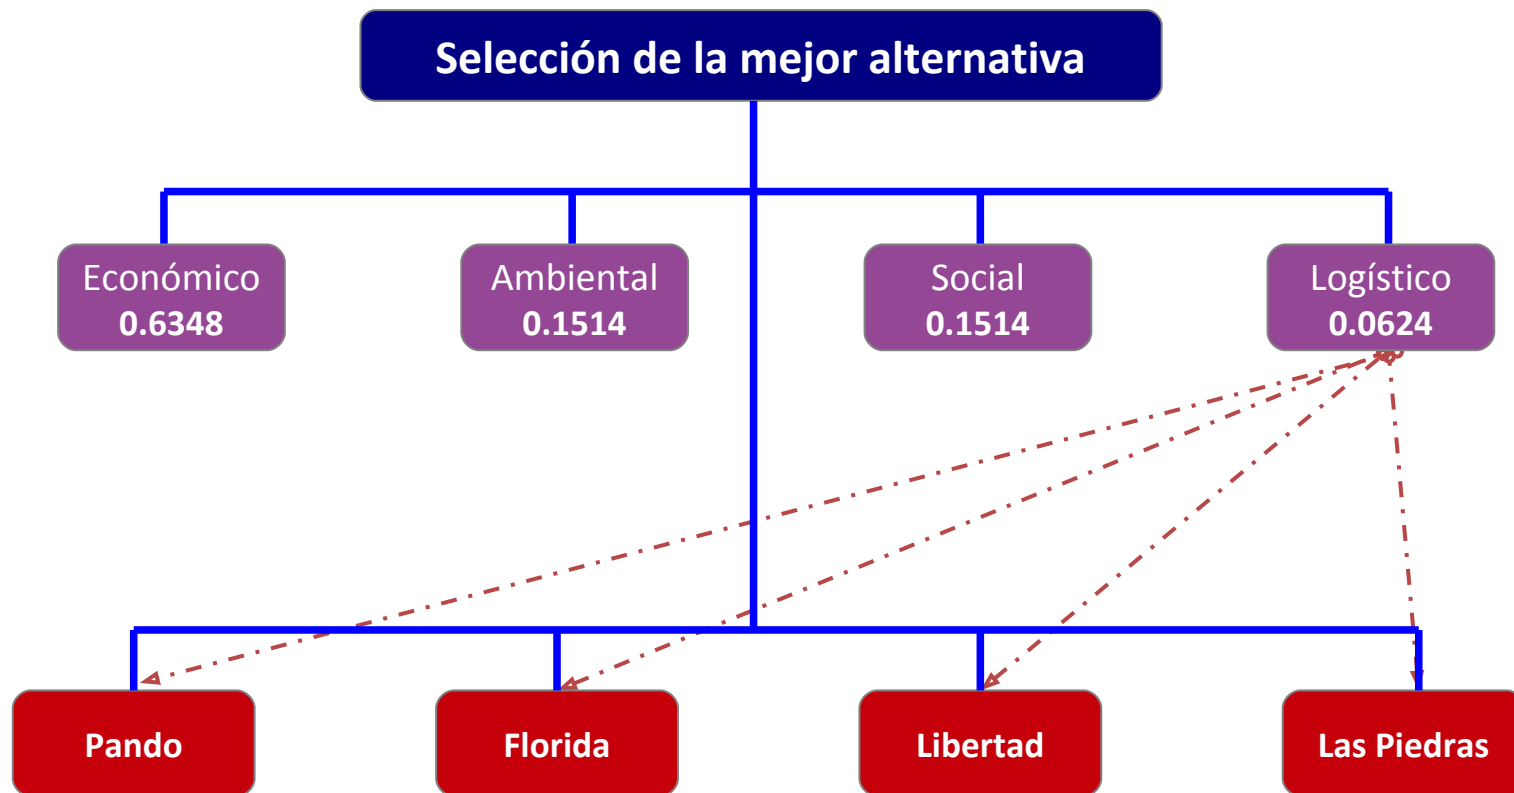 Selección de la mejor alternativa
Económico
0.6348
Ambiental
0.1514
Social
0.1514
Logístico
0.0624
Pando
Florida
Libertad
Las Piedras